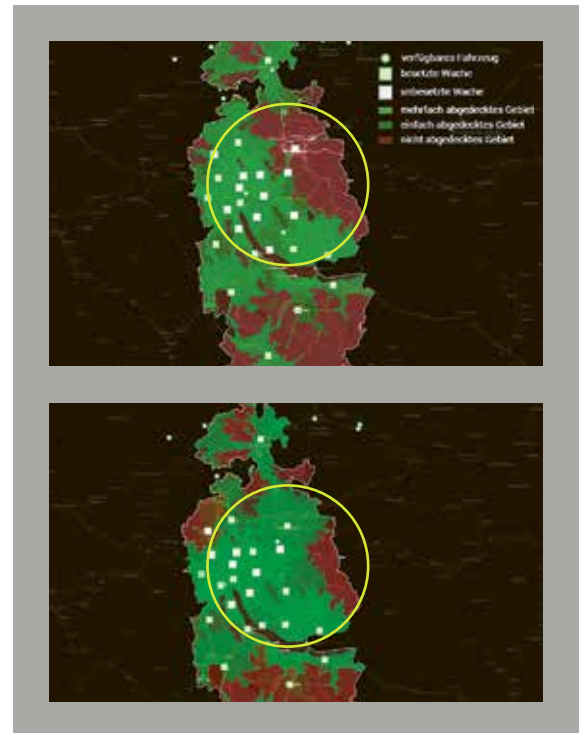 verfügbares Fahrzeug
besetzte Wache
unbesetzte Wache
mehrfach abgedecktes Gebiet
einfach abgedecktes Gebiet
nicht abgedecktes Gebiet